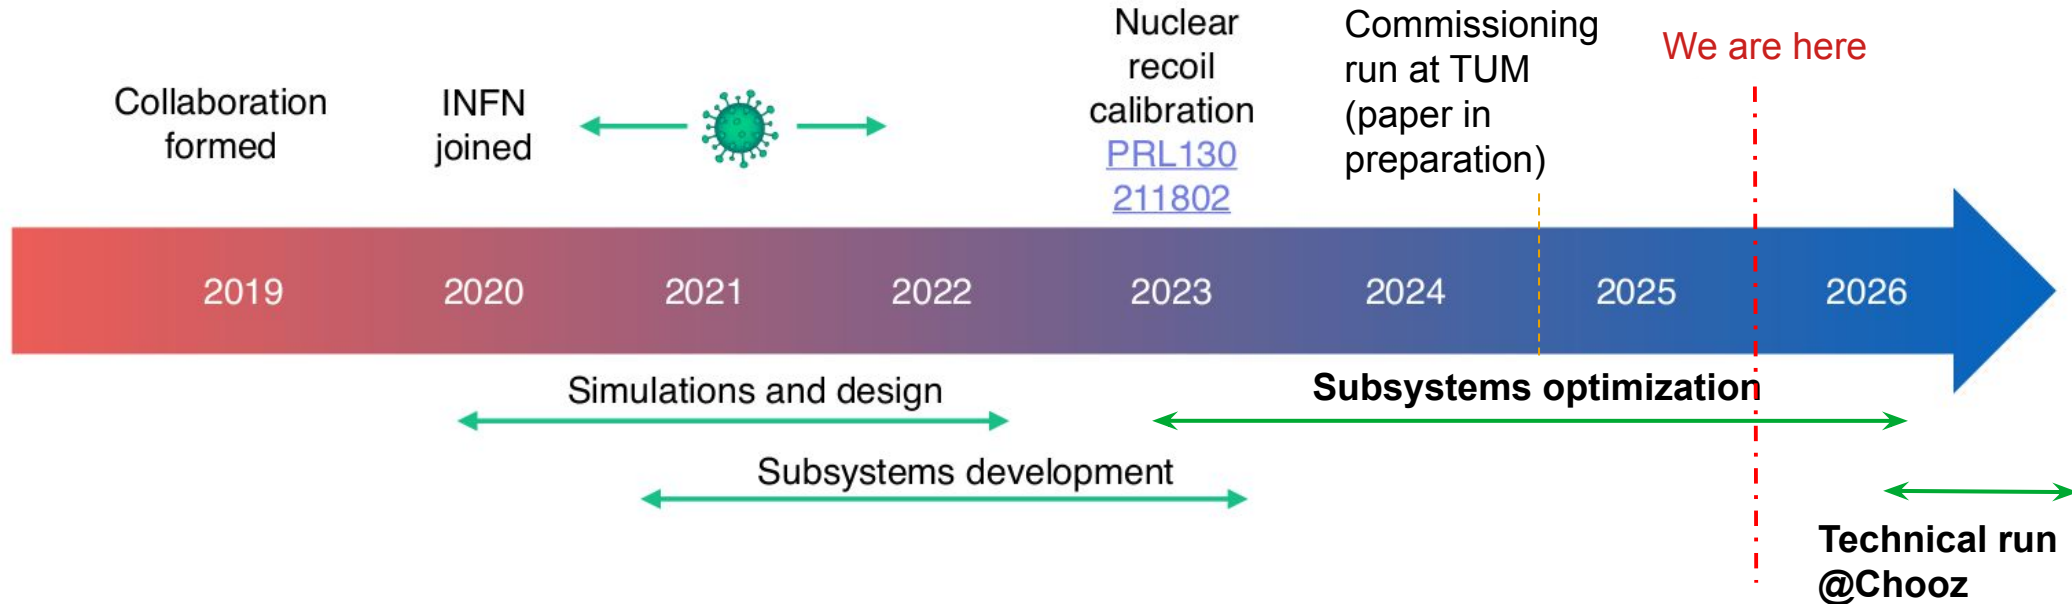 Collaboration
formed
INFN
joined
Nuclear
recoil
calibration
PRL130
211802
Commissioning
run at TUM
(paper in
preparation)
We are here
2019 2020 2021 2022 2023 2024 2025 2026
Simulations and design
Subsystems optimization
Subsystems development
Technical run
@Chooz